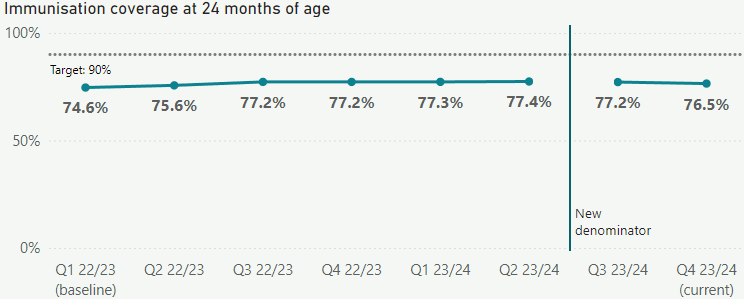 Immunisation coverage at 24 months of age
100%
Target: 90%
74.6% 75.6% 77.2% 77.2% 77.3% 77.4% 77.2% 76.5%
50%
New
denominator
0%
Q1 22/23 Q2 22/23 Q3 22/23 Q4 22/23 Q1 23/24 Q2 23/24 Q3 23/24 Q4 23/24
(baseline) (current)